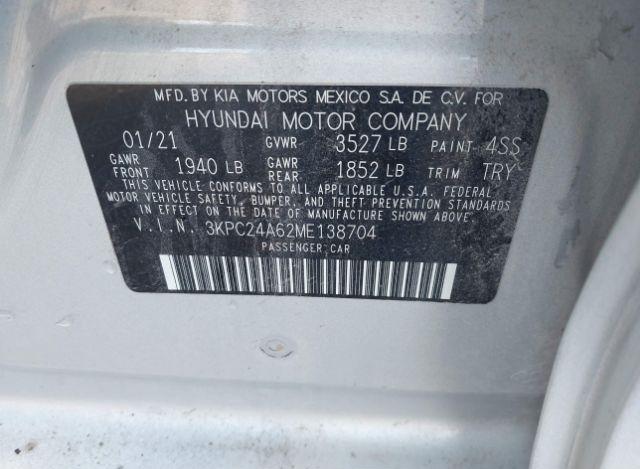 MFD. BY KIA MOTORS MEXICO S.A. DE C.V. FOR
HYUNDAI MOTOR COMPANY
01/21 GVWR 3527 LB PAINT 4SS
GAWR FRONT 1940 LB GAWR REAR 1852 LB TRIM TRY
THIS VEHICLE CONFORMS TO ALL APPLICABLE U.S.A. FEDERAL
MOTOR VEHICLE SAFETY, BUMPER, AND THEFT PREVENTION STANDARDS
IN EFFECT ON THE DATE OF MANUFACTURE SHOWN ABOVE.
V.I.N. 3KPC24A62ME138704
PASSENGER CAR